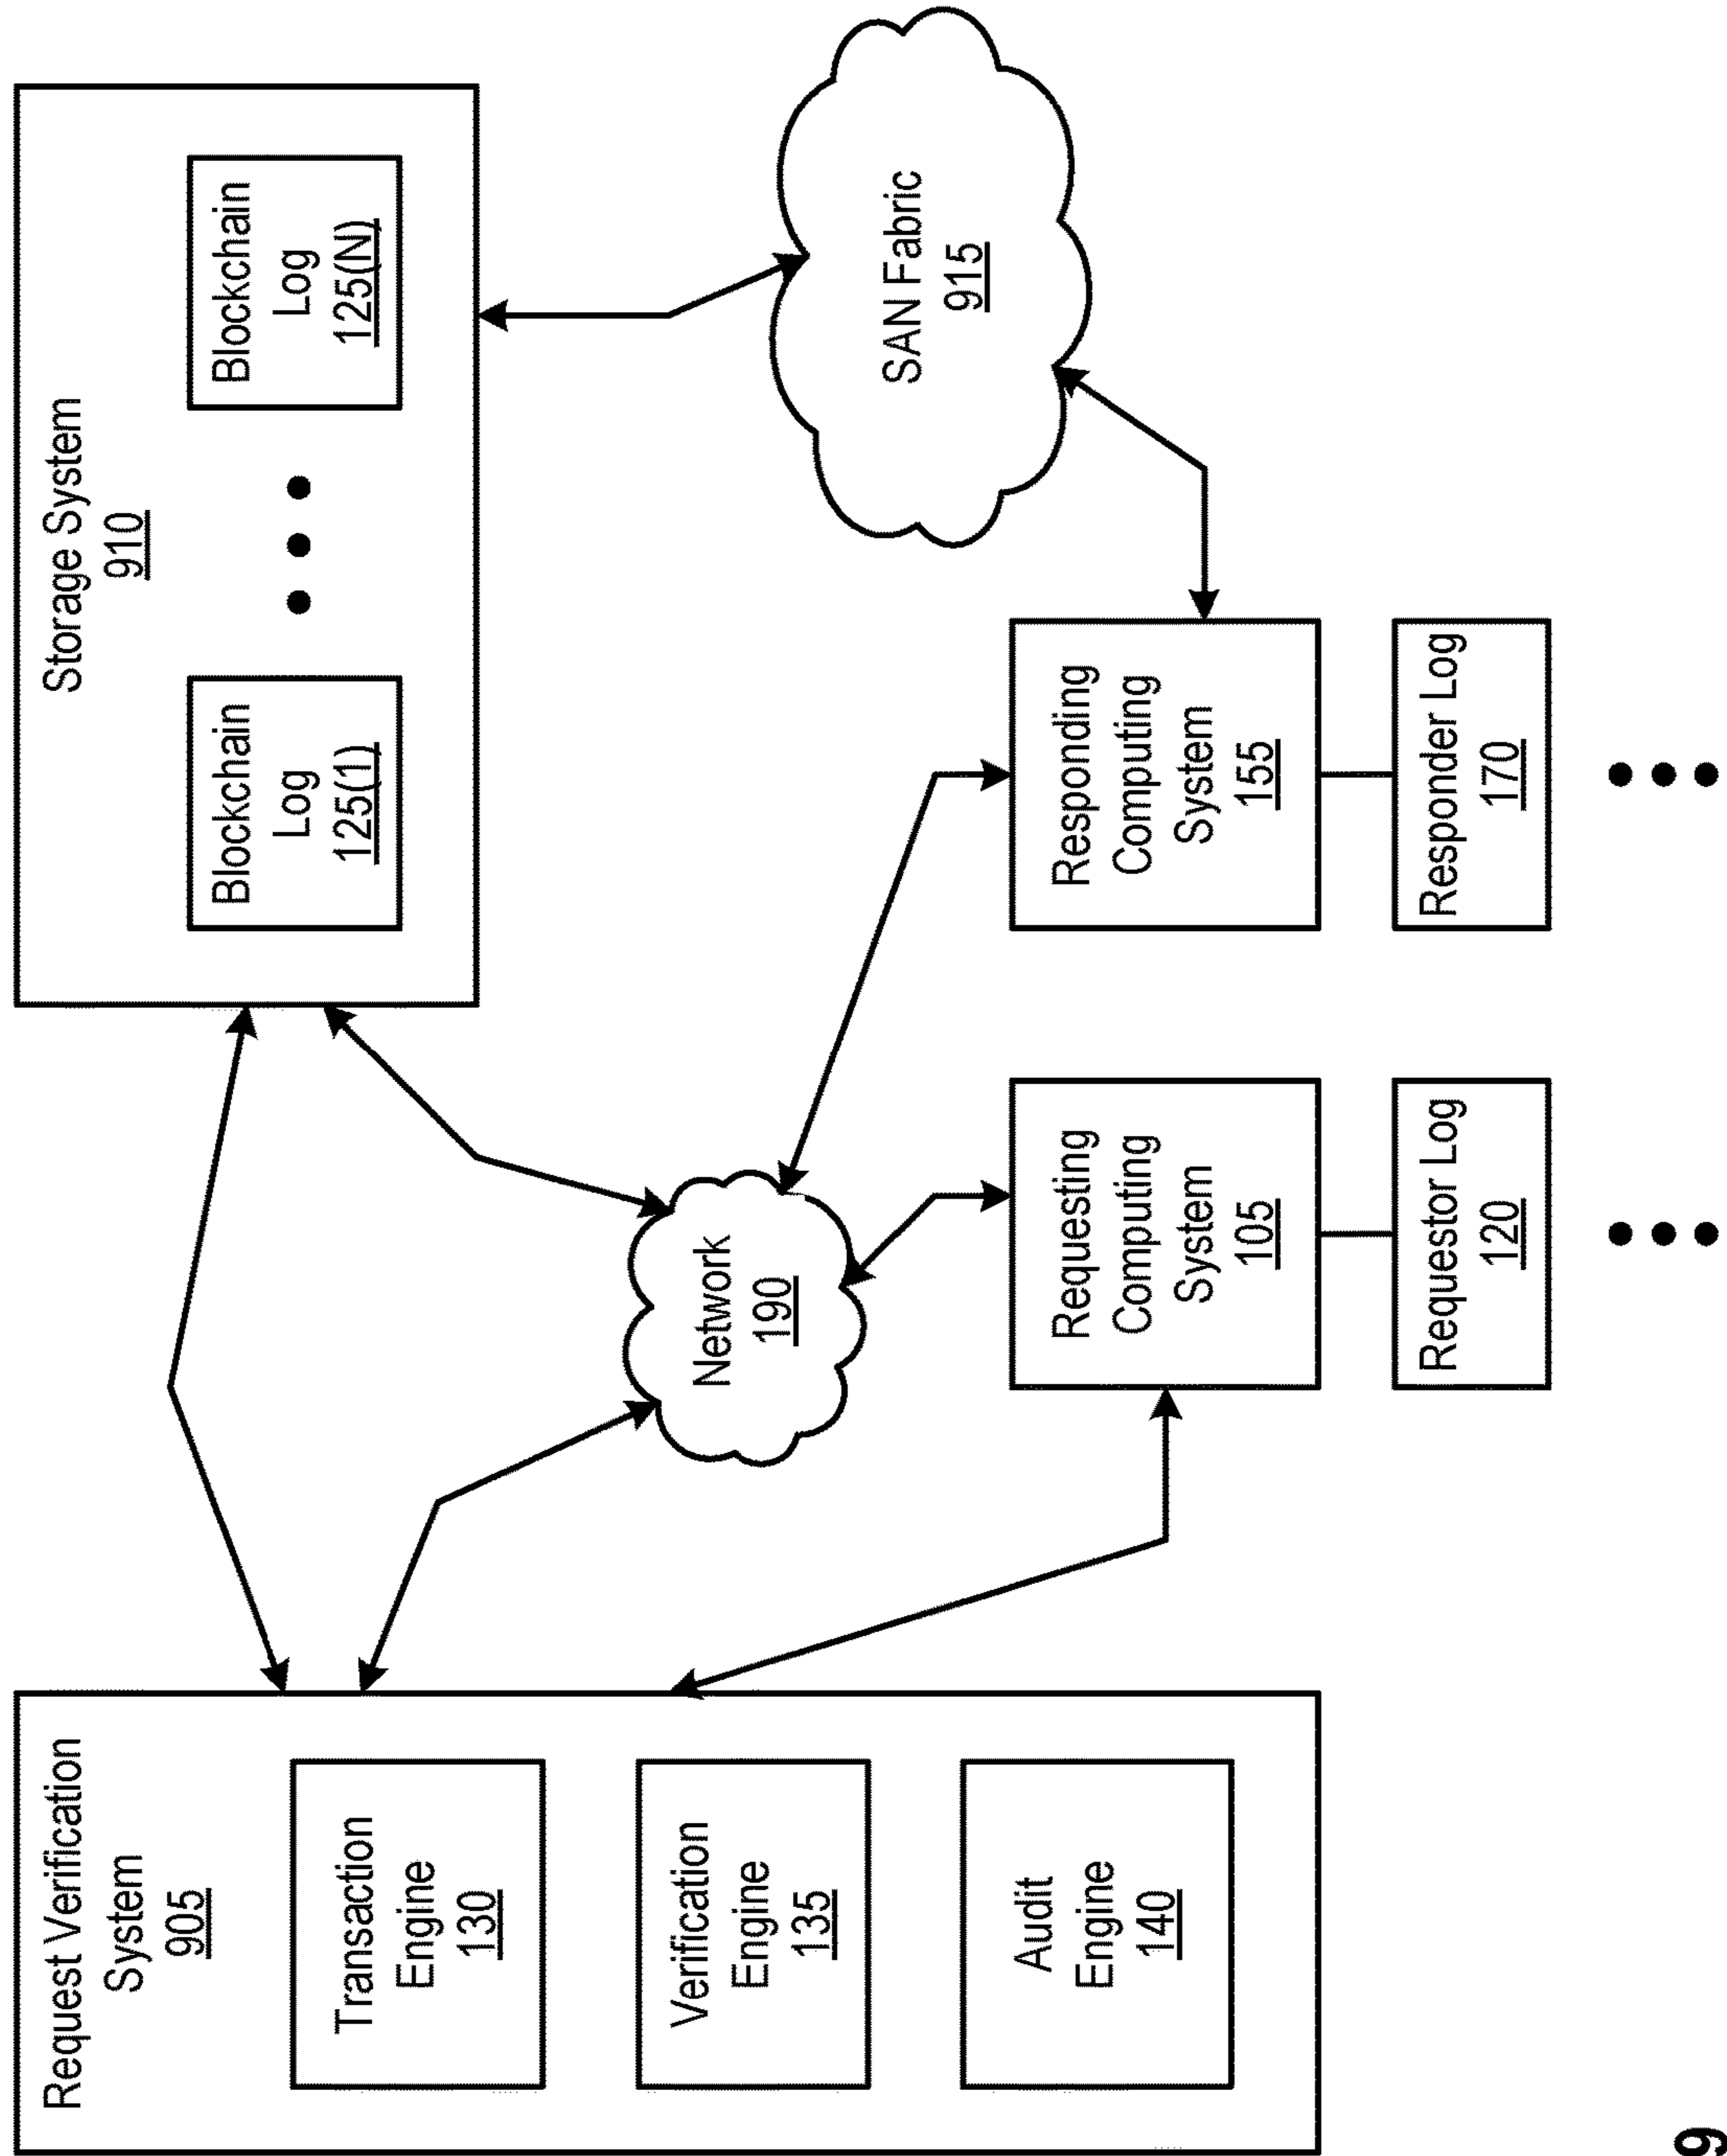 Request Verification
System
905
Transaction
Engine
130
Verification
Engine
135
Audit
Engine
140
Storage System
910
Blockchain
Log
125(1)
Blockchain
Log
125(N)
Network
190
SAN Fabric
915
Requesting
Computing
System
105
Requestor Log
120
Responding
Computing
System
155
Responder Log
170
9